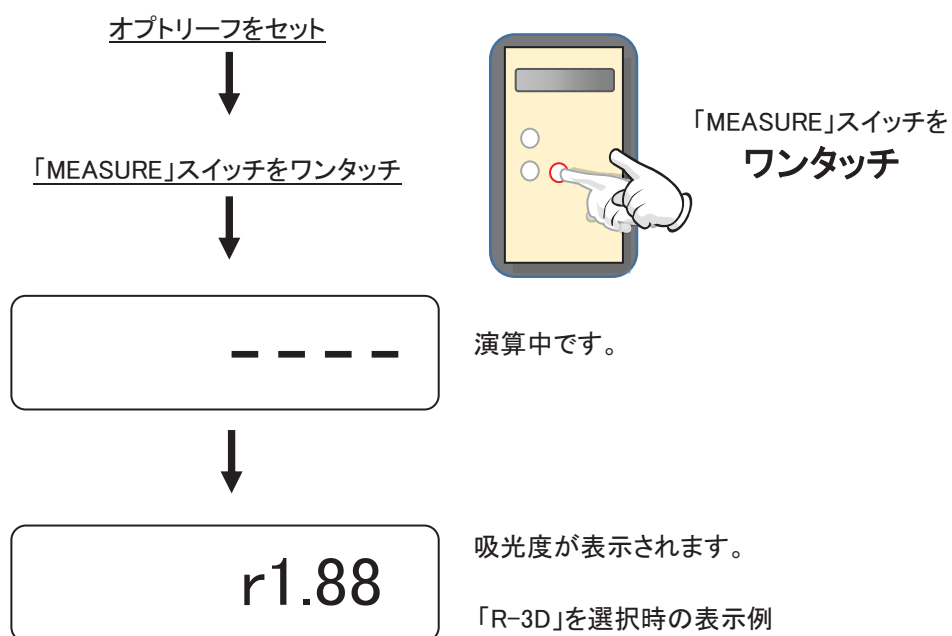 オプトリーフをセット
「MEASURE」スイッチをワンタッチ
「MEASURE」スイッチを
ワンタッチ
----
演算中です。
r1.88
吸光度が表示されます。
「R-3D」を選択時の表示例